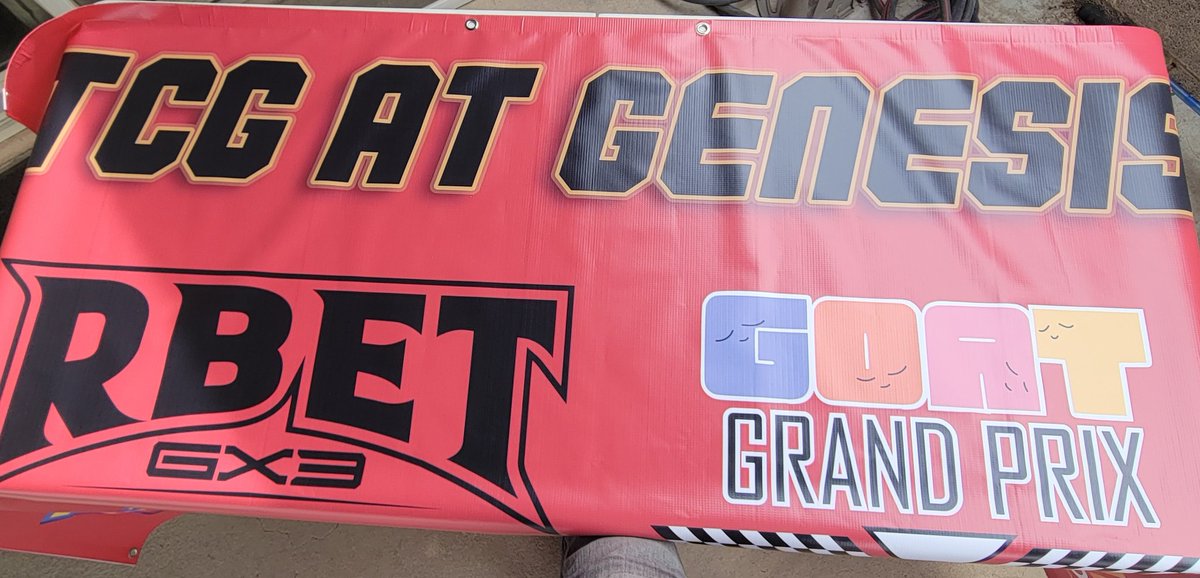 TCG AT GENESIS
RBET
GX3
GOAT
GRAND PRIX